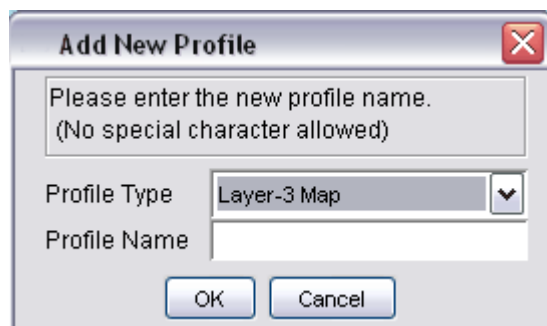 Add New Profile
Please enter the new profile name.
(No special character allowed)
Profile Type Layer-3 Map
Profile Name
OK Cancel